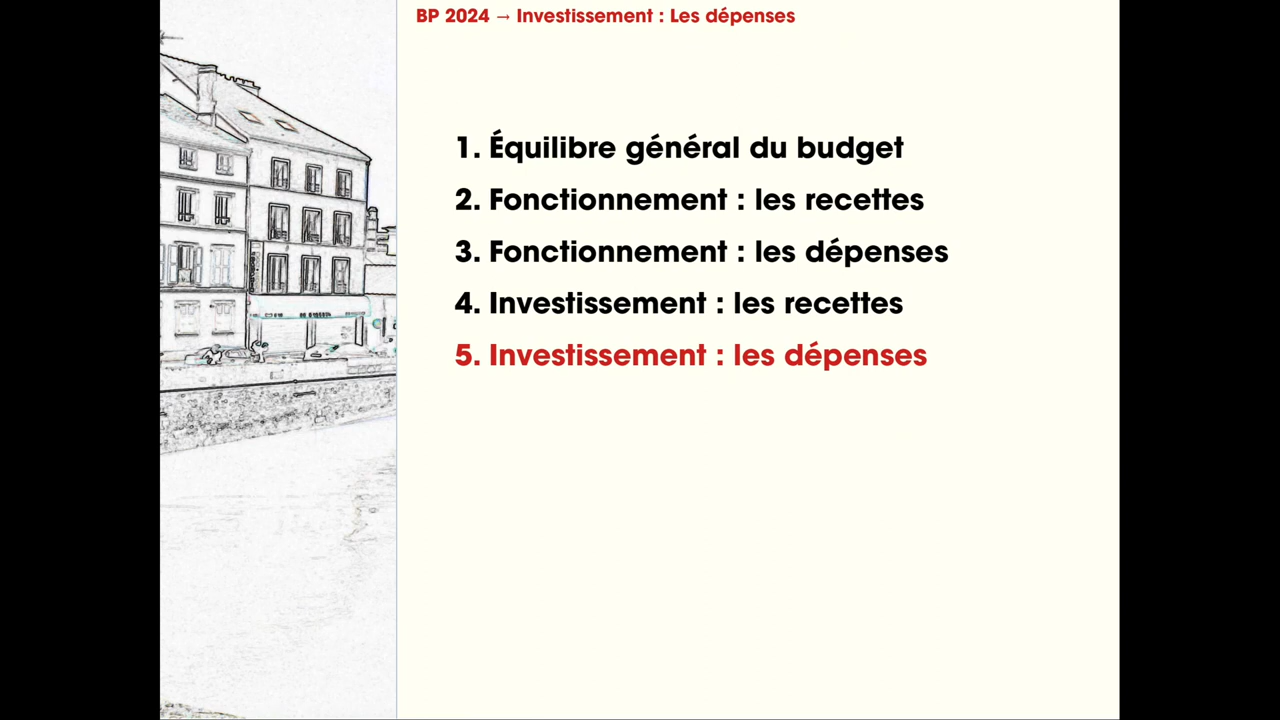 BP 2024 → Investissement : Les dépenses
1. Équilibre général du budget
2. Fonctionnement : les recettes
3. Fonctionnement : les dépenses
4. Investissement : les recettes
5. Investissement : les dépenses